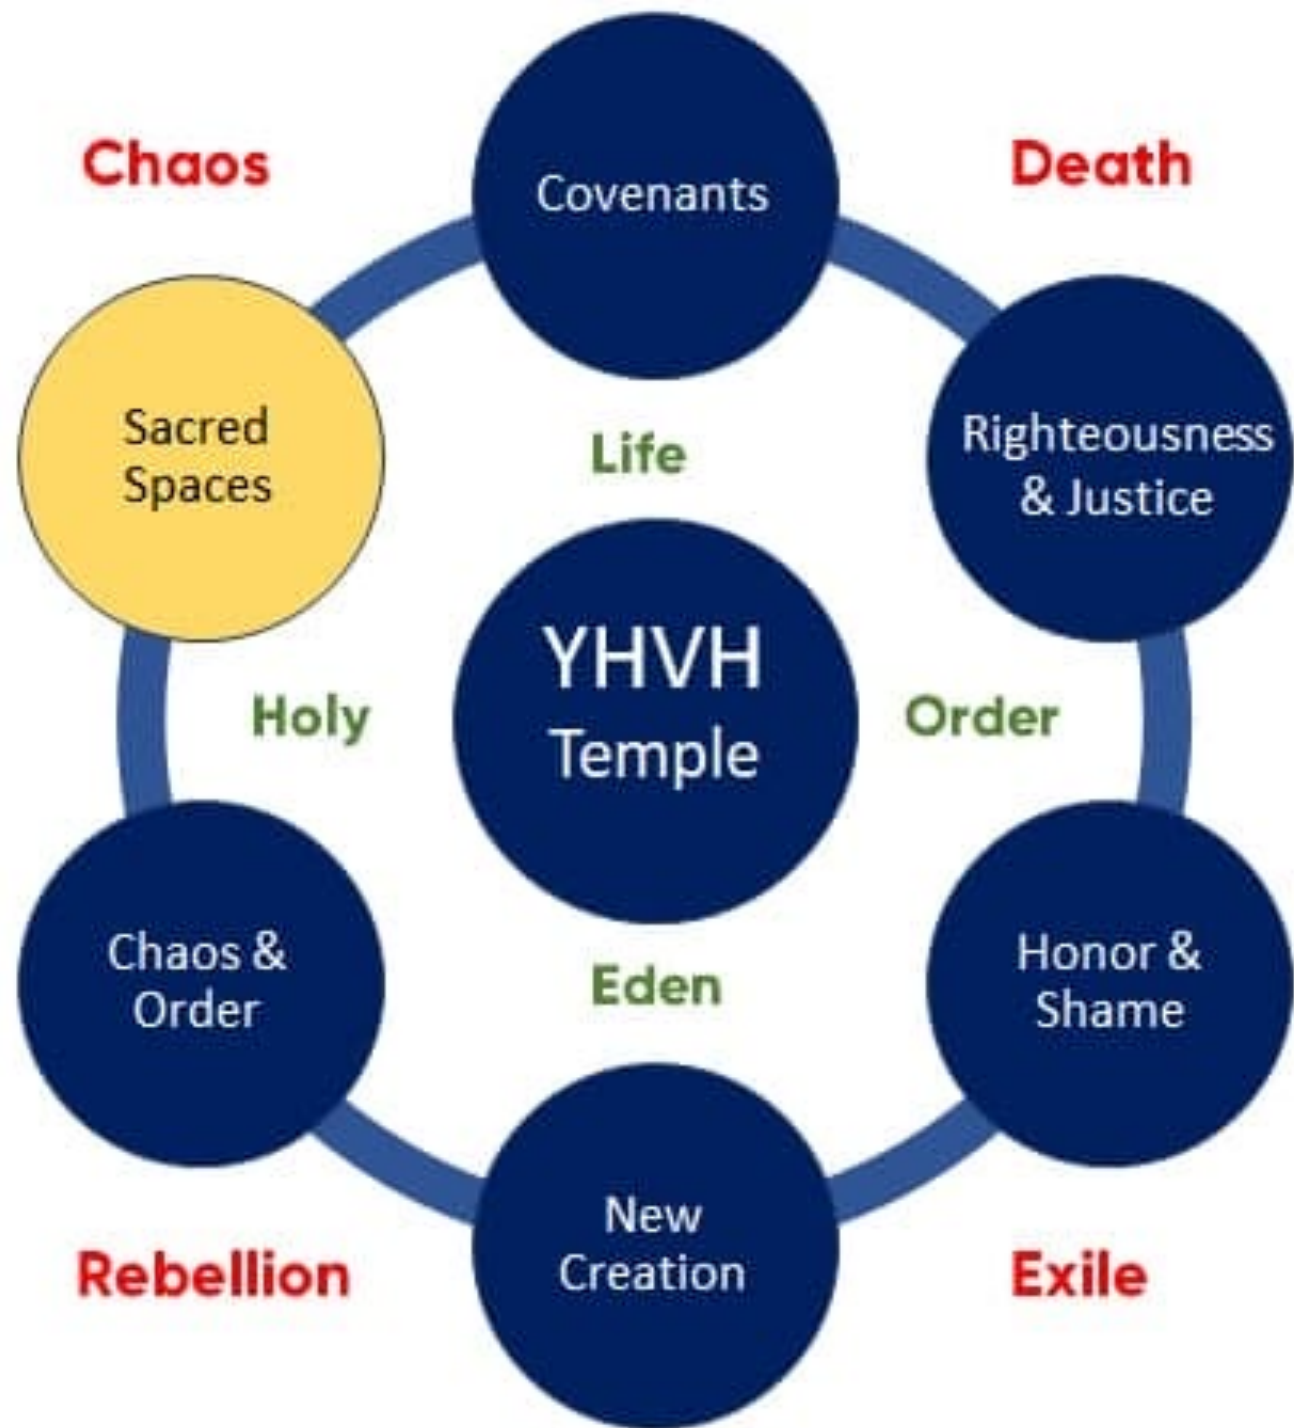 Covenants
Chaos
Death
Sacred
Spaces
Righteousness
& Justice
Life
YHVH
Temple
Holy
Order
Eden
Chaos &
Order
Honor &
Shame
New
Creation
Rebellion
Exile